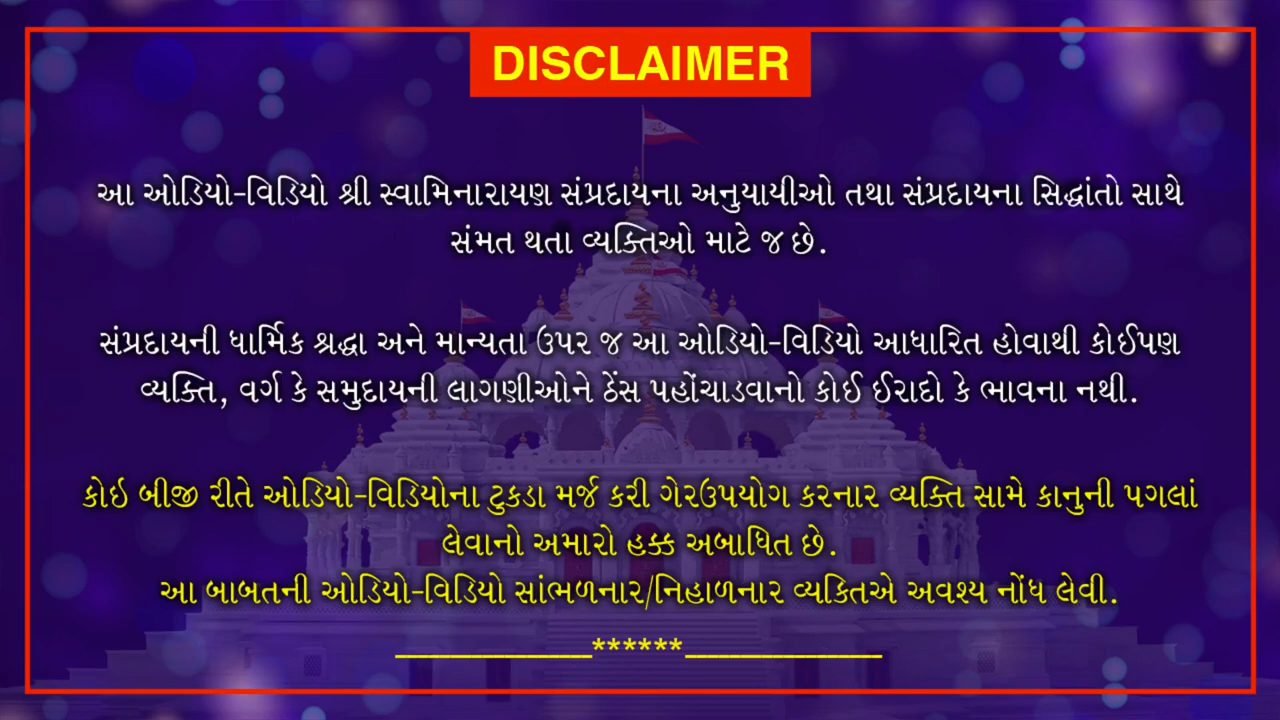 DISCLAIMER
આ ઓડિયો-વિડિયો શ્રી સ્વામિનારાયણ સંપ્રદાયના અનુયાયીઓ તથા સંપ્રદાયના સિદ્ધાંતો સાથે
સંમત થતા વ્યક્તિઓ માટે જ છે.
સંપ્રદાયની ધાર્મિક શ્રદ્ધા અને માન્યતા ઉપર જ આ ઓડિયો-વિડિયો આધારિત હોવાથી કોઈપણ
વ્યક્તિ, વર્ગ કે સમુદાયની લાગણીઓને ઠેંસ પહોંચાડવાનો કોઈ ઈરાદો કે ભાવના નથી.
કોઇ બીજી રીતે ઓડિયો-વિડિયોના ટુકડા મર્જ કરી ગેરઉપયોગ કરનાર વ્યક્તિ સામે કાનુની પગલાં
લેવાનો અમારો હક્ક અબાધિત છે.
આ બાબતની ઓડિયો-વિડિયો સાંભળનાર/નિહાળનાર વ્યકિતએ અવશ્ય નોંધ લેવી.
______________******______________